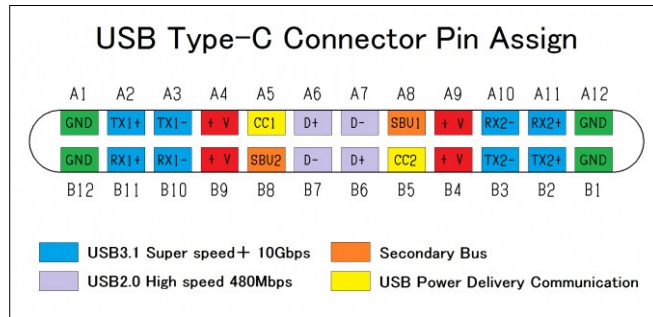 USB Type-C Connector Pin Assign
A1 A2 A3 A4 A5 A6 A7 A8 A9 A10 A11 A12
GND TX1+ TX1- + V CC1 D+ D- SBU1 + V RX2- RX2+ GND
GND RX1+ RX1- + V SBU2 D- D+ CC2 + V TX2- TX2+ GND
B12 B11 B10 B9 B8 B7 B6 B5 B4 B3 B2 B1
USB3.1 Super speed+ 10Gbps Secondary Bus
USB2.0 High speed 480Mbps USB Power Delivery Communication